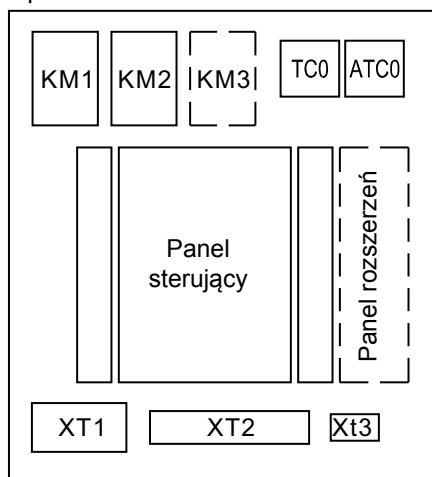 KM1 KM2 KM3 TC0 ATC0
Panel
sterujący
Panel rozszerzeń
XT1 XT2 Xt3